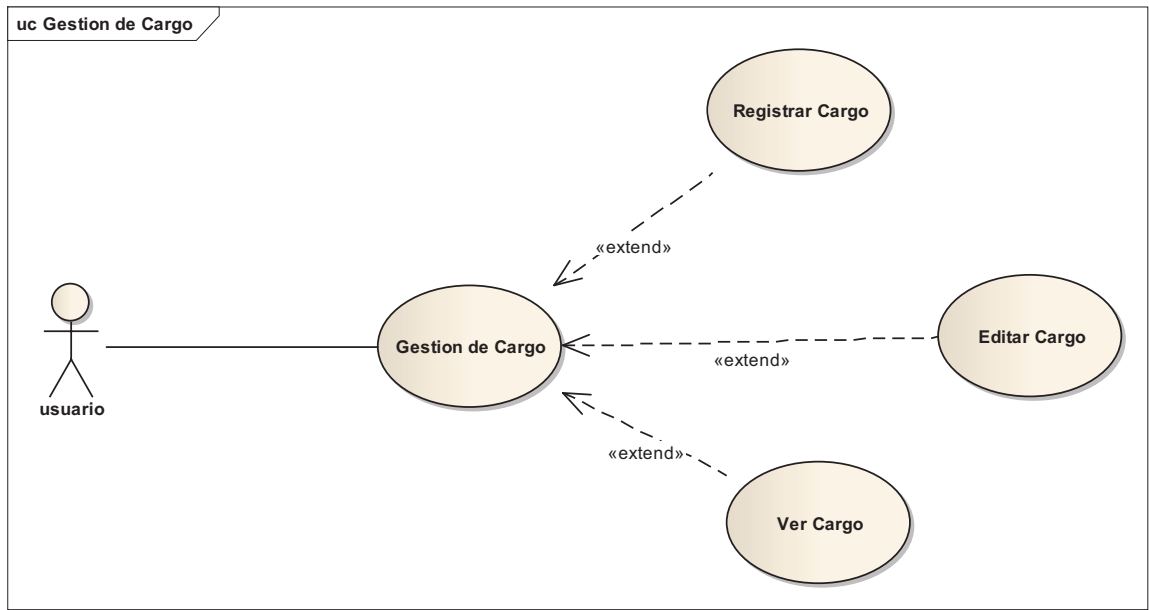 uc Gestion de Cargo
Registrar Cargo
«extend»
Gestion de Cargo
«extend»
Editar Cargo
usuario
«extend»
Ver Cargo